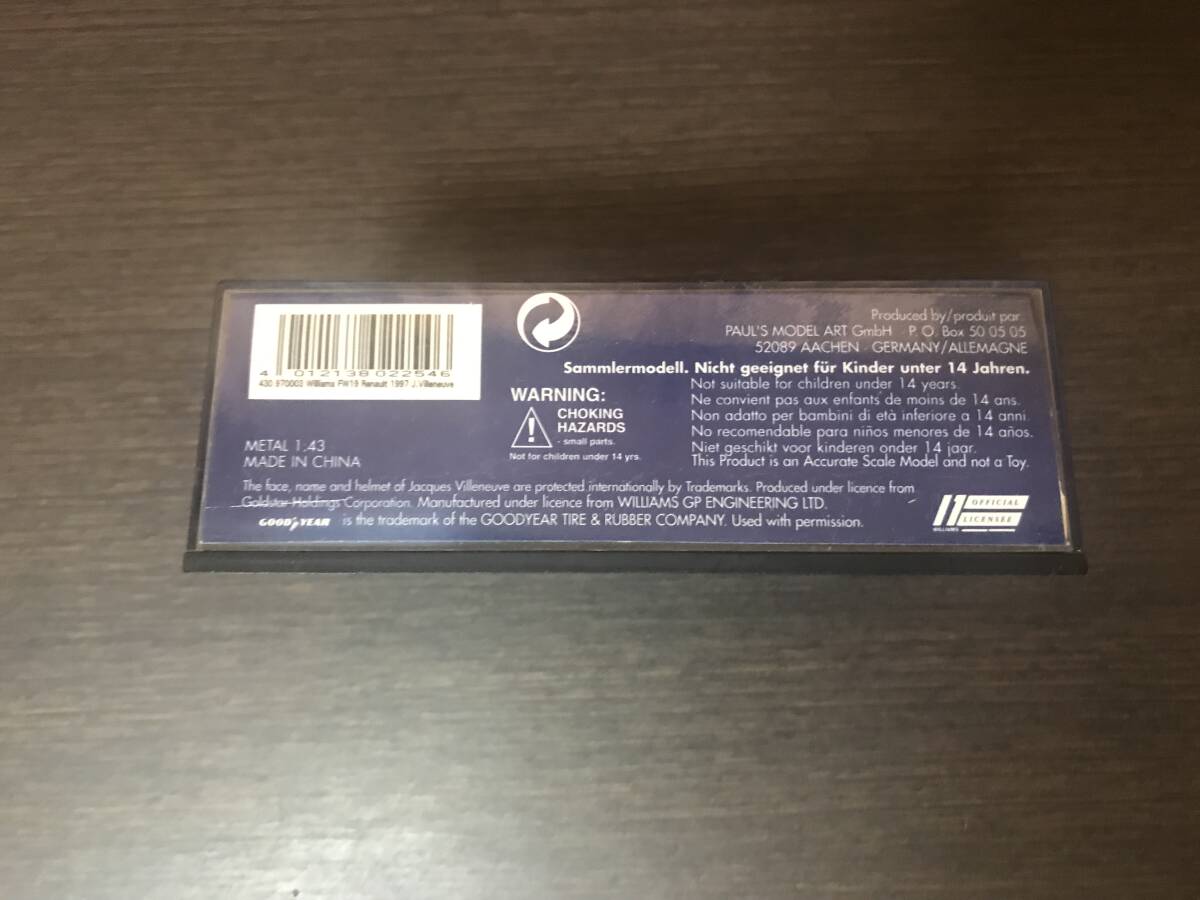 4 012138 022546
430 970003 Williams FW19 Renault 1997 J.Villeneuve
METAL 1:43
MADE IN CHINA
WARNING:
CHOKING
HAZARDS
- small parts.
Not for children under 14 yrs.
Produced by/produit par
PAUL'S MODEL ART GmbH · P. O. Box 50 05 05
52089 AACHEN · GERMANY/ALLEMAGNE
Sammlermodell. Nicht geeignet für Kinder unter 14 Jahren.
Not suitable for children under 14 years.
Ne convient pas aux enfants de moins de 14 ans.
Non adatto per bambini di età inferiore a 14 anni.
No recomendable para niños menores de 14 años.
Niet geschikt voor kinderen onder 14 jaar.
This Product is an Accurate Scale Model and not a Toy.
The face, name and helmet of Jacques Villeneuve are protected internationally by Trademarks. Produced under licence from
Goldstar Holdings Corporation. Manufactured under licence from WILLIAMS GP ENGINEERING LTD.
GOODYEAR is the trademark of the GOODYEAR TIRE & RUBBER COMPANY. Used with permission.
WILLIAMS
OFFICIAL
LICENSEE